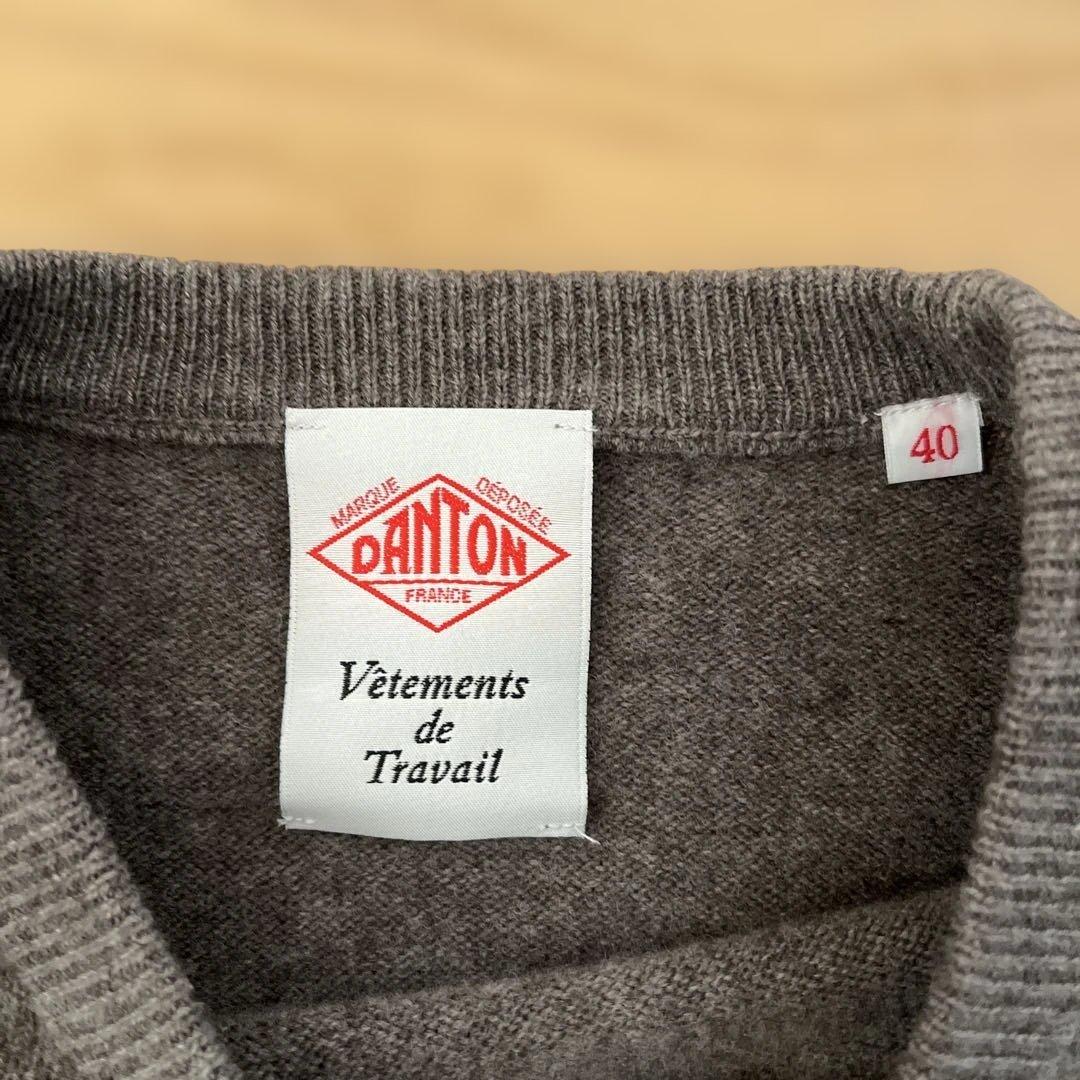 MARQUE DÉPOSÉE
DANTON
FRANCE
Vêtements
de
Travail
40